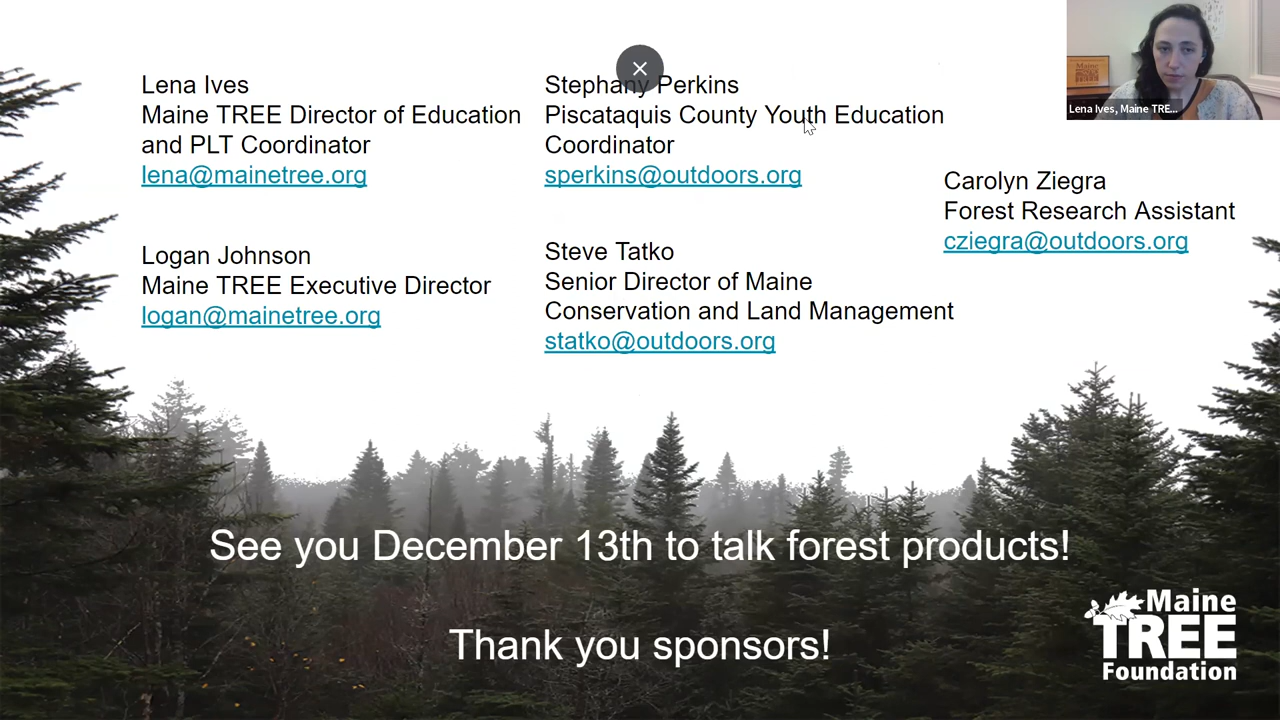 Lena Ives
Maine TREE Director of Education
and PLT Coordinator
lena@mainetree.org
Logan Johnson
Maine TREE Executive Director
logan@mainetree.org
Stephany Perkins
Piscataquis County Youth Education
Coordinator
sperkins@outdoors.org
Steve Tatko
Senior Director of Maine
Conservation and Land Management
statko@outdoors.org
Carolyn Ziegra
Forest Research Assistant
cziegra@outdoors.org
Lena Ives, Maine TRE...
See you December 13th to talk forest products!
Thank you sponsors!
Maine
TREE
Foundation